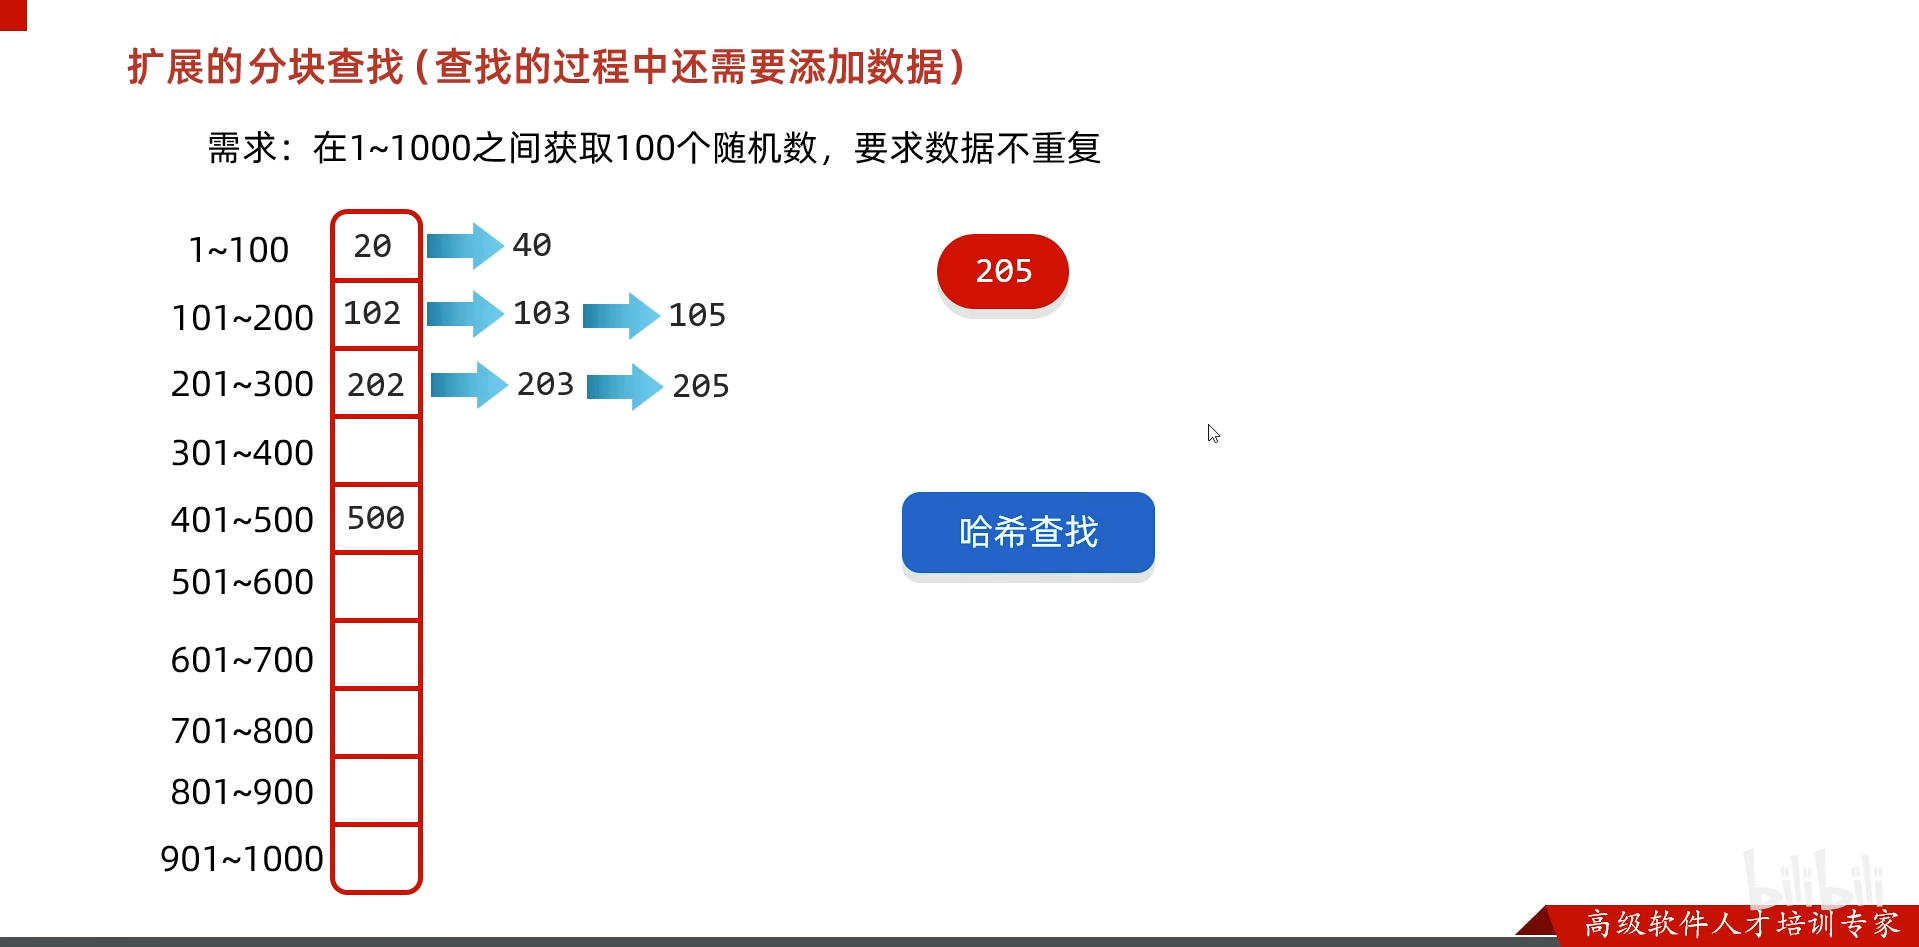 扩展的分块查找(查找的过程中还需要添加数据)
需求：在1~1000之间获取100个随机数，要求数据不重复
1~100 20 40
205
101~200 102 103 105
201~300 202 203 205
301~400
401~500 500
哈希查找
501~600
601~700
701~800
801~900
901~1000
bilibili
高级软件人才培训专家